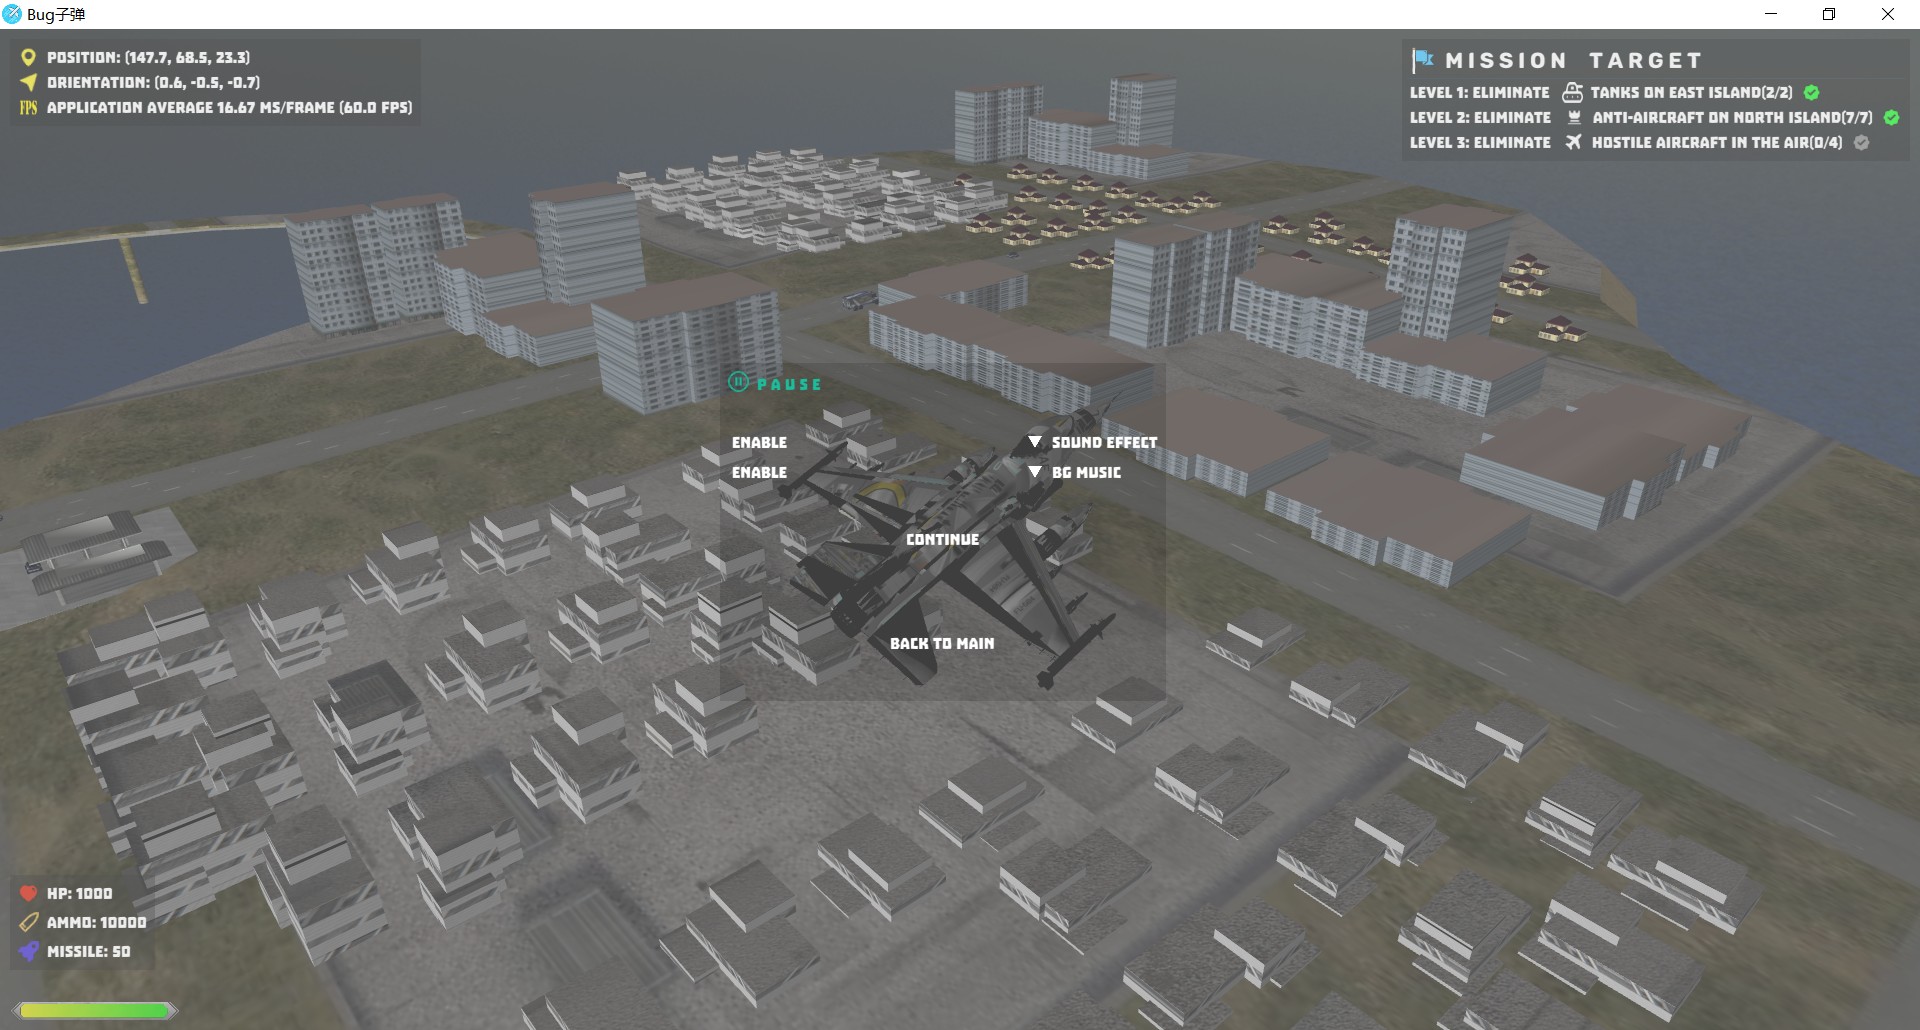 Bug子弹
POSITION: (147.7, 68.5, 23.3)
ORIENTATION: (0.6, -0.5, -0.7)
FPS APPLICATION AVERAGE 16.67 MS/FRAME (60.0 FPS)
MISSION TARGET
LEVEL 1: ELIMINATE TANKS ON EAST ISLAND(2/2)
LEVEL 2: ELIMINATE ANTI-AIRCRAFT ON NORTH ISLAND(7/7)
LEVEL 3: ELIMINATE HOSTILE AIRCRAFT IN THE AIR(0/4)
PAUSE
ENABLE SOUND EFFECT
ENABLE BG MUSIC
CONTINUE
BACK TO MAIN
HP: 1000
AMMO: 10000
MISSILE: 50